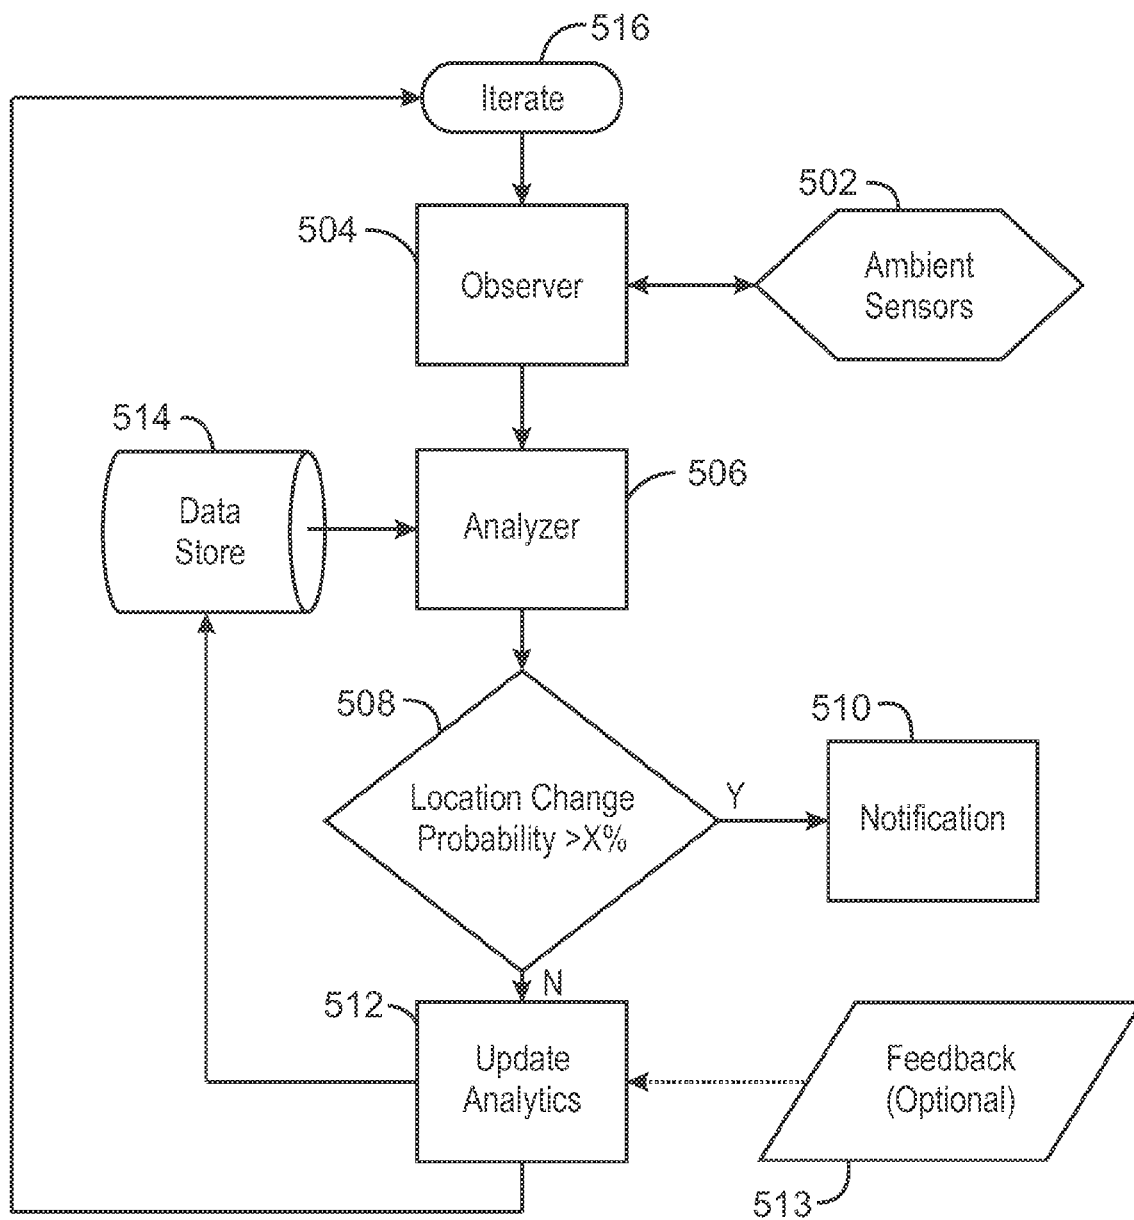 516
Iterate
502
504
Observer
Ambient
Sensors
514
506
Data
Store
Analyzer
508
510
Location Change
Probability >X%
Y
Notification
N
512
Update
Analytics
Feedback
(Optional)
513